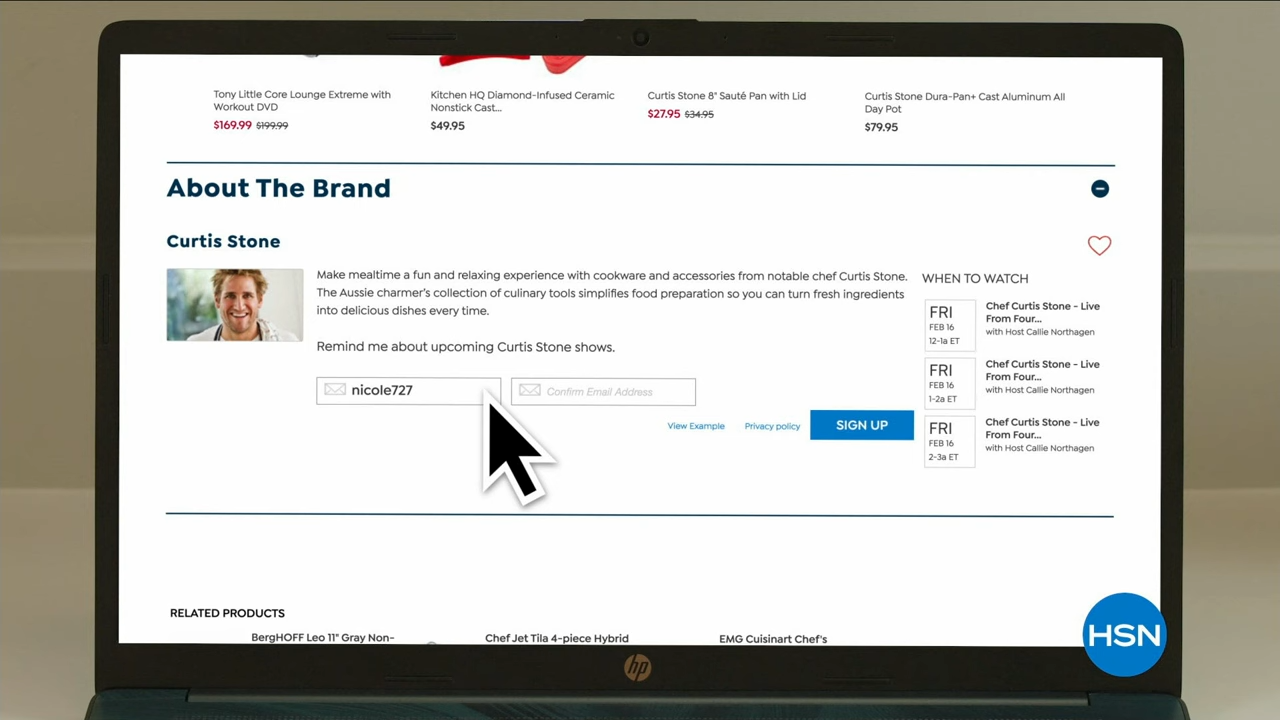 Tony Little Core Lounge Extreme with
Workout DVD
$169.99 $199.99
Kitchen HQ Diamond-Infused Ceramic
Nonstick Cast...
$49.95
Curtis Stone 8" Sauté Pan with Lid
$27.95 $34.95
Curtis Stone Dura-Pan+ Cast Aluminum All
Day Pot
$79.95
About The Brand
Curtis Stone
Make mealtime a fun and relaxing experience with cookware and accessories from notable chef Curtis Stone.
The Aussie charmer's collection of culinary tools simplifies food preparation so you can turn fresh ingredients
into delicious dishes every time.
Remind me about upcoming Curtis Stone shows.
nicole727
Confirm Email Address
View Example
Privacy policy
SIGN UP
WHEN TO WATCH
FRI
FEB 16
12-1a ET
Chef Curtis Stone - Live
From Four...
with Host Callie Northagen
FRI
FEB 16
1-2a ET
Chef Curtis Stone - Live
From Four...
with Host Callie Northagen
FRI
FEB 16
2-3a ET
Chef Curtis Stone - Live
From Four...
with Host Callie Northagen
RELATED PRODUCTS
BergHOFF Leo 11" Gray Non-
Chef Jet Tila 4-piece Hybrid
EMG Cuisinart Chef's
HSN
hp